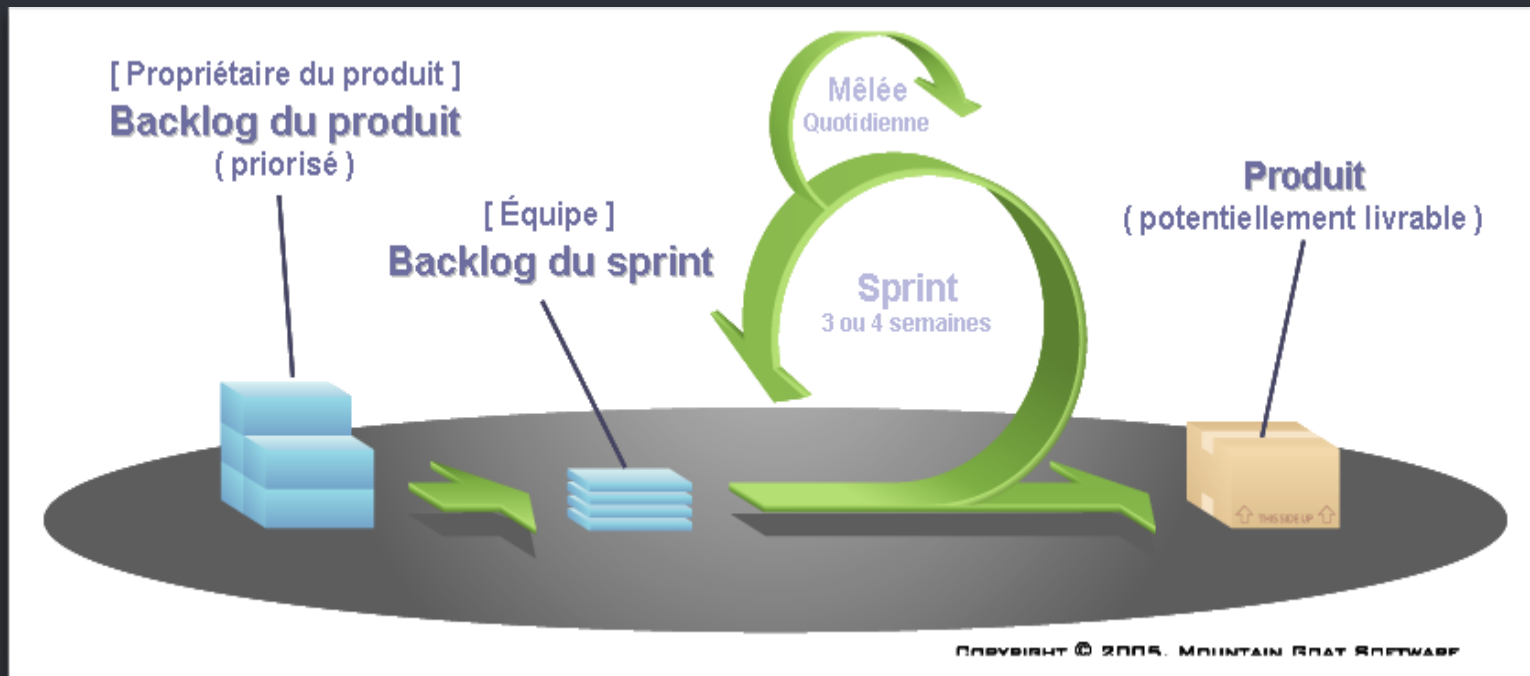 [ Propriétaire du produit ]
Backlog du produit
( priorisé )
[ Équipe ]
Backlog du sprint
Mêlée
Quotidienne
Sprint
3 ou 4 semaines
Produit
( potentiellement livrable )
THIS SIDE UP
COPYRIGHT © 2005, MOUNTAIN GOAT SOFTWARE